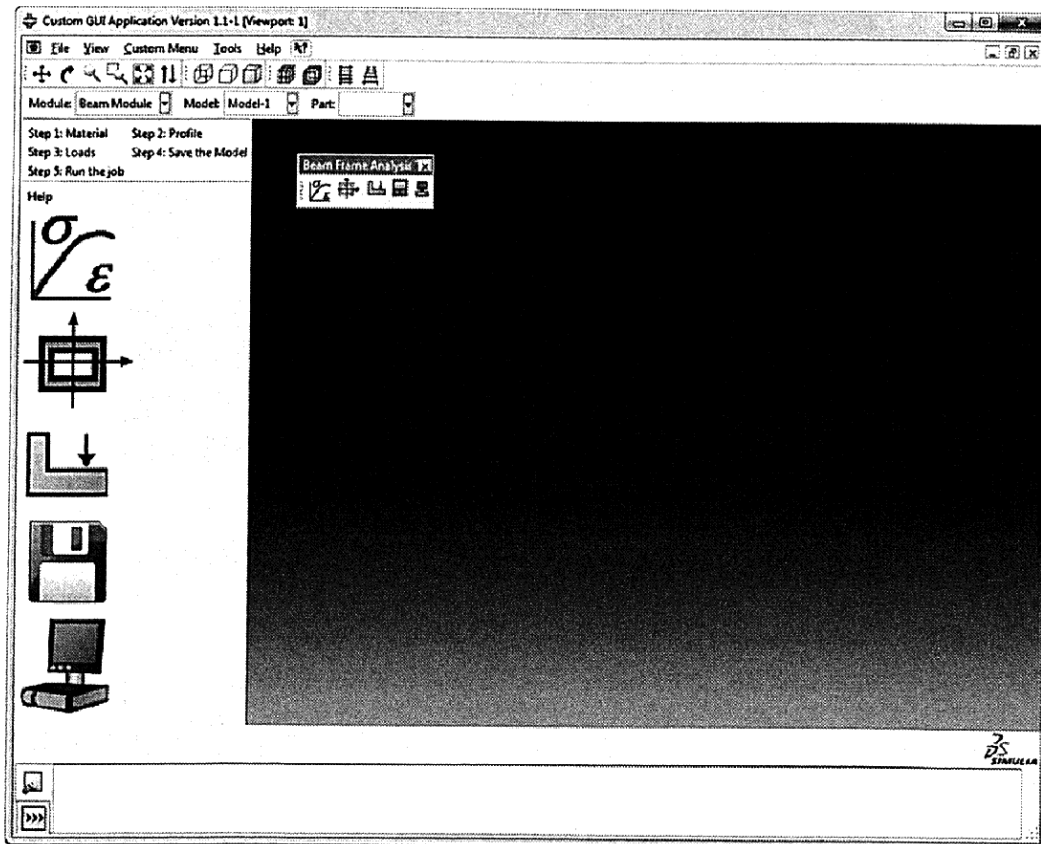 Custom GUI Application Version 1.1-1 [Viewport: 1]
File View Custom Menu Tools Help
Module: Beam Module Model: Model-1 Part:
Step 1: Material Step 2: Profile
Step 3: Loads Step 4: Save the Model
Step 5: Run the job
Beam Frame Analysis
Help
σ
ε
DS
SIMULIA
>>>